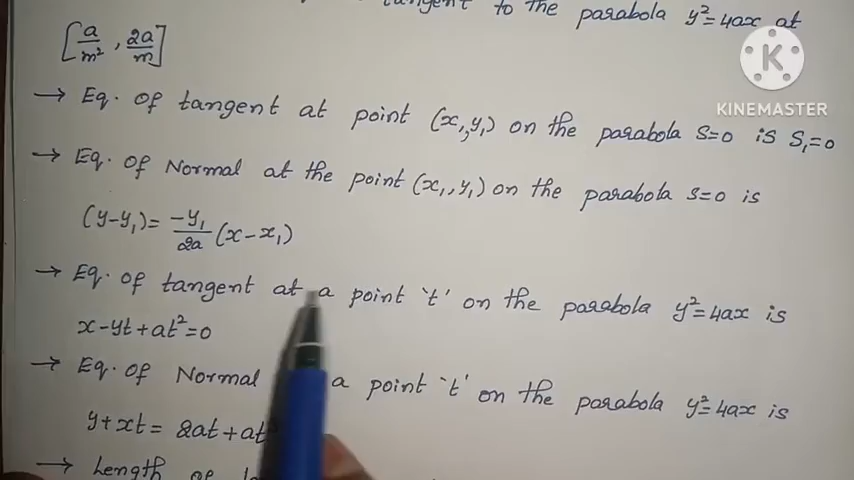 tangent to the parabola y²=4ax at
[a/m², 2a/m]
K
KINEMASTER
→ Eq. of tangent at point (x₁,y₁) on the parabola S=0 is S₁=0
→ Eq. of Normal at the point (x₁,y₁) on the parabola S=0 is
(y-y₁)= -y₁/2a (x-x₁)
→ Eq. of tangent at a point 't' on the parabola y²=4ax is
x-yt+at²=0
→ Eq. of Normal a point 't' on the parabola y²=4ax is
y+xt= 2at+at
→ Length of